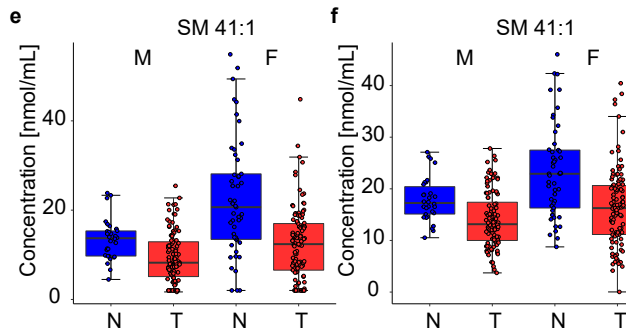 e
SM 41:1
M
F
Concentration [nmol/mL]
40
20
0
N
T
N
T
f
SM 41:1
M
F
Concentration [nmol/mL]
40
30
20
10
0
N
T
N
T